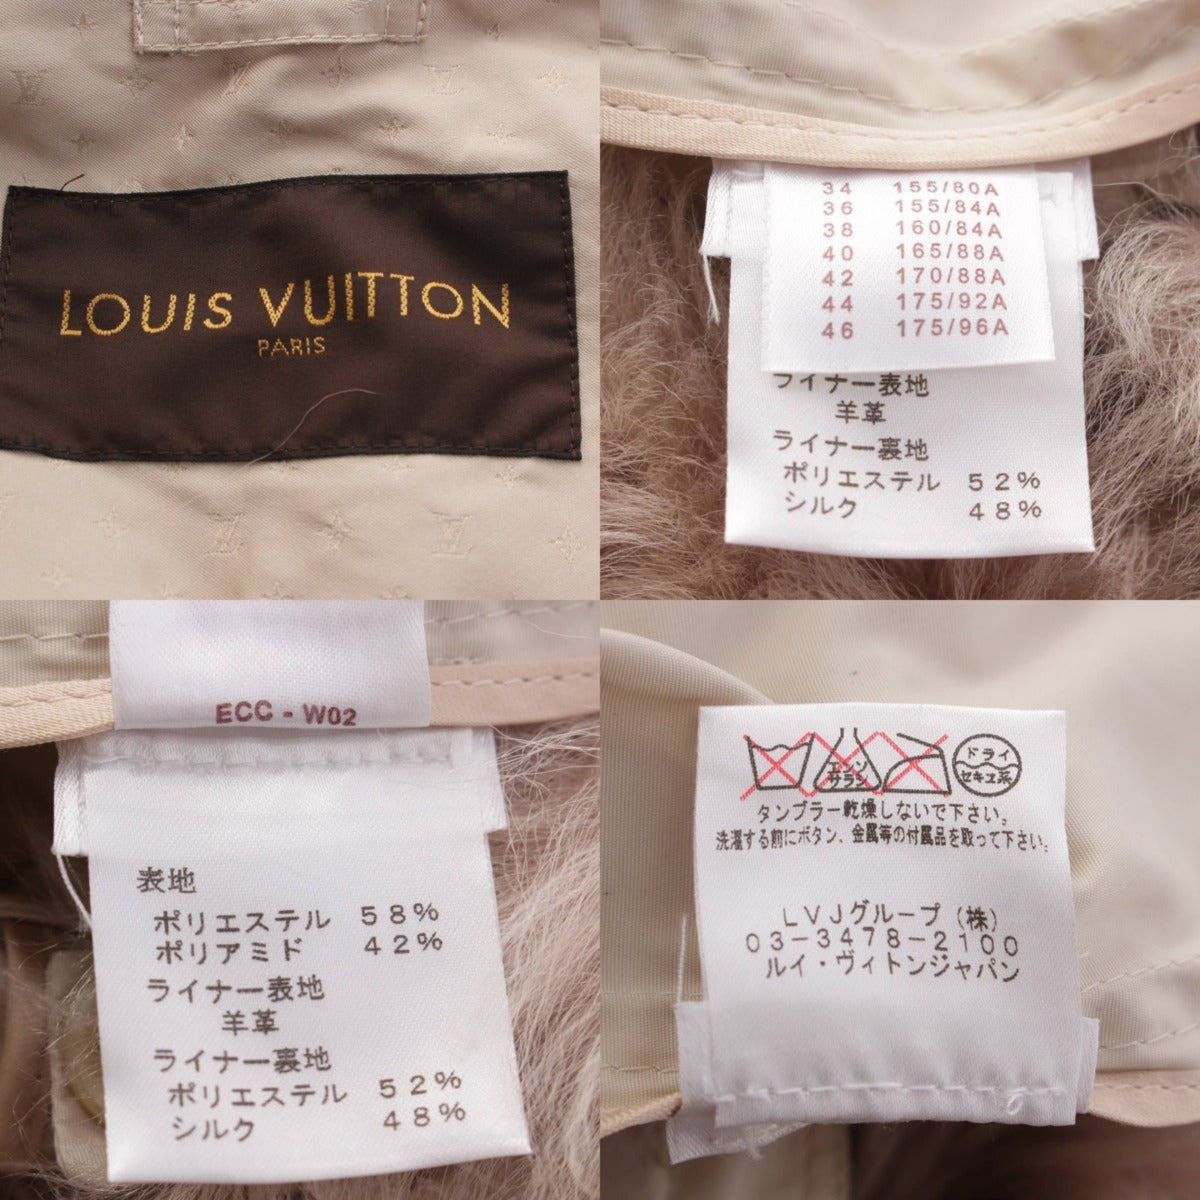 LOUIS VUITTON
PARIS
34 155/80A
36 155/84A
38 160/84A
40 165/88A
42 170/88A
44 175/92A
46 175/96A
ライナー表地
羊革
ライナー裏地
ポリエステル 52%
シルク 48%
ECC - W02
表地
ポリエステル 58%
ポリアミド 42%
ライナー表地
羊革
ライナー裏地
ポリエステル 52%
シルク 48%
エンソ
サラシ
ドライ
セキユ系
タンブラー乾燥しないで下さい。
洗濯する前にボタン、金属等の付属品を取って下さい。
LVJグループ(株)
03-3478-2100
ルイ・ヴィトンジャパン